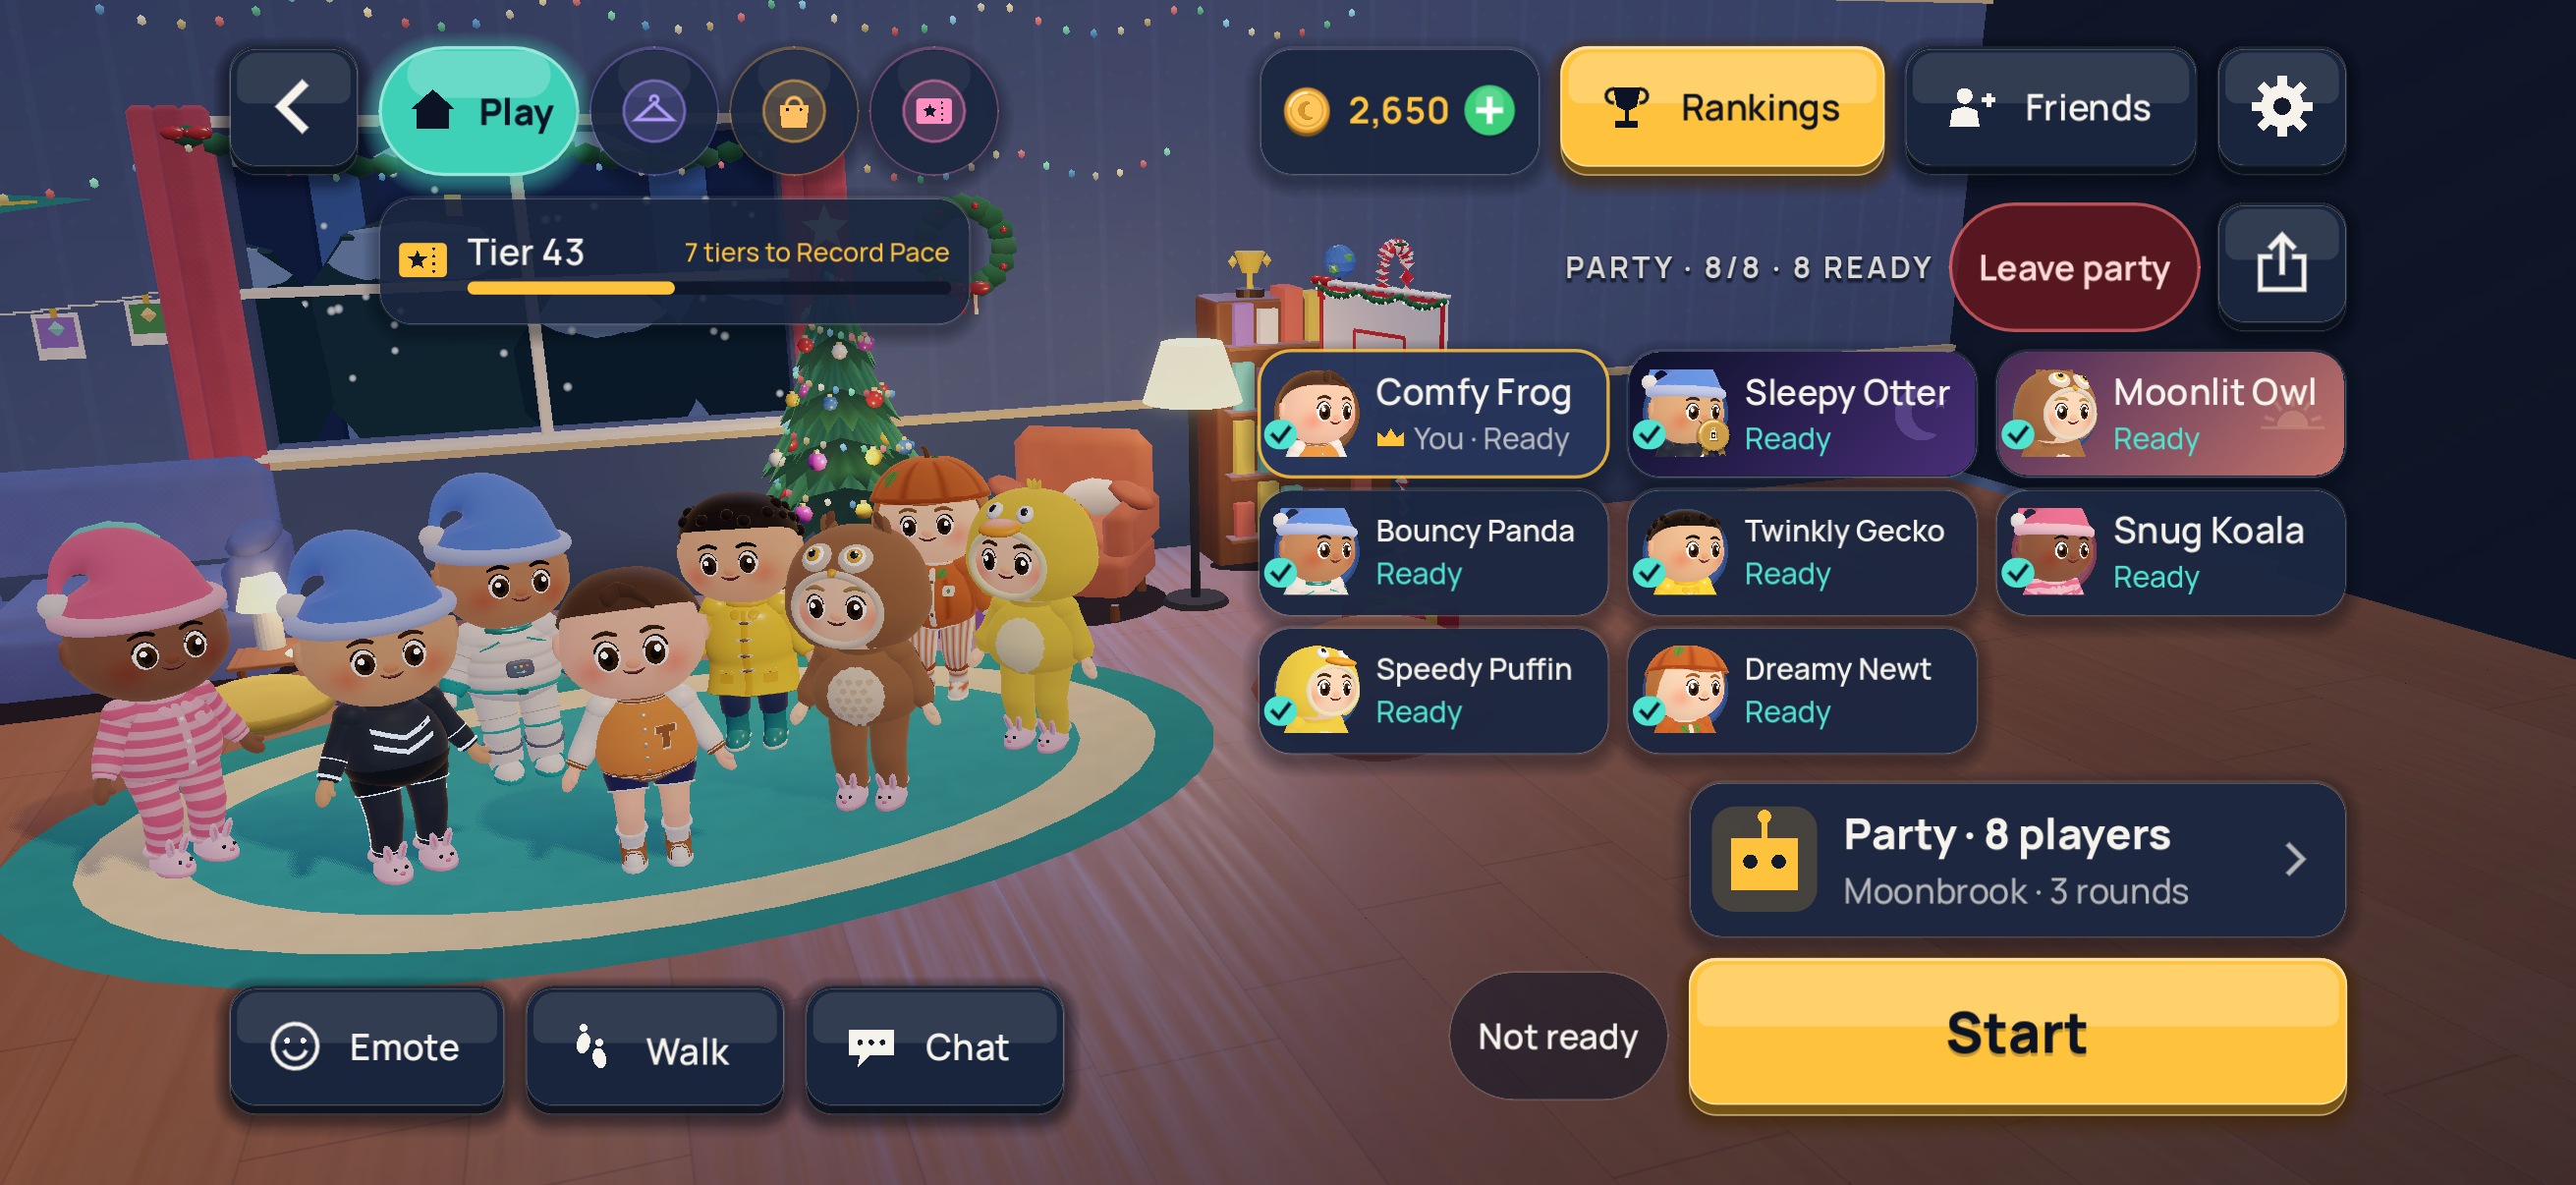 Play
2,650
Rankings
Friends
Tier 43
7 tiers to Record Pace
PARTY · 8/8 · 8 READY
Leave party
Comfy Frog
You · Ready
Sleepy Otter
Ready
Moonlit Owl
Ready
Bouncy Panda
Ready
Twinkly Gecko
Ready
Snug Koala
Ready
Speedy Puffin
Ready
Dreamy Newt
Ready
T
Party · 8 players
Moonbrook · 3 rounds
Emote
Walk
Chat
Not ready
Start